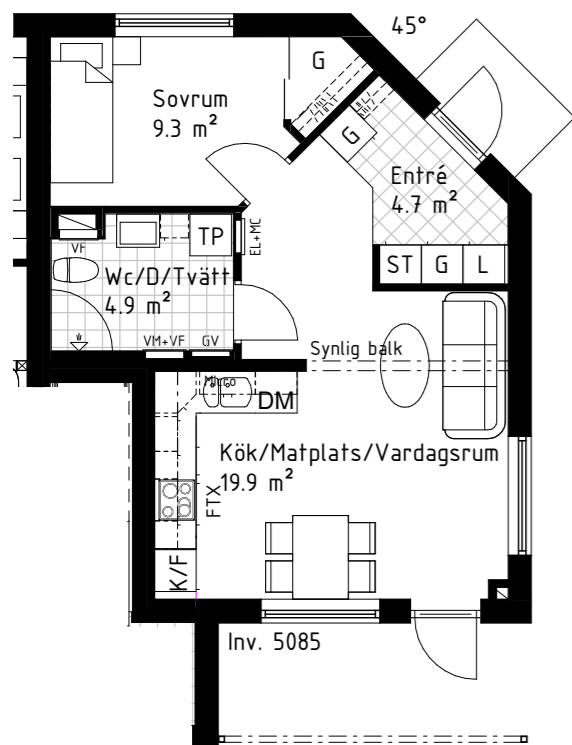 45°
G
Sovrum
9.3 m²
G
Entré
4.7 m²
TP
EL+MC
VF
Wc/D/Tvätt
4.9 m²
ST G L
VM+VF GV
Synlig balk
Micro
DM
Kök/Matplats/Vardagsrum
19.9 m²
FTX
K/F
Inv. 5085